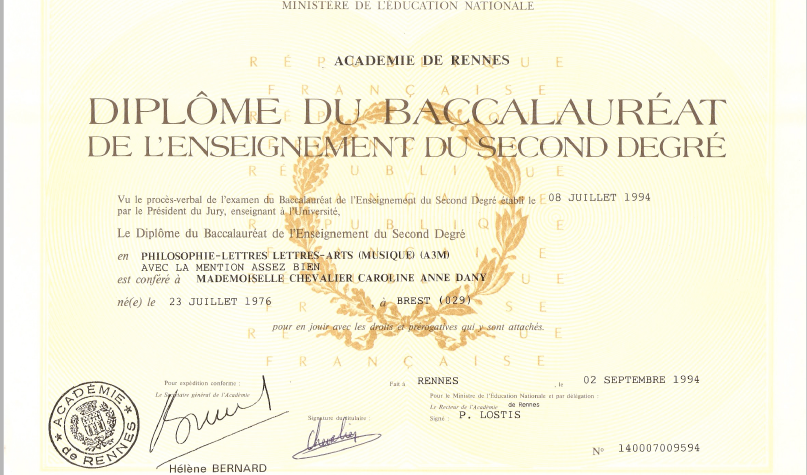 MINISTERE DE L'ÉDUCATION NATIONALE
ACADEMIE DE RENNES
RÉPUBLIQUE
FRANÇAISE
DIPLÔME DU BACCALAURÉAT
DE L'ENSEIGNEMENT DU SECOND DEGRÉ
Vu le procès-verbal de l'examen du Baccalauréat de l'Enseignement du Second Degré établi le 08 JUILLET 1994
par le Président du Jury, enseignant à l'Université,
Le Diplôme du Baccalauréat de l'Enseignement du Second Degré
en PHILOSOPHIE-LETTRES LETTRES-ARTS (MUSIQUE) (A3M)
AVEC LA MENTION ASSEZ BIEN
est conféré à MADEMOISELLE CHEVALIER CAROLINE ANNE DANY
né(e) le 23 JUILLET 1976 , à BREST (029)
pour en jouir avec les droits et prérogatives qui y sont attachés.
FRANÇAISE
Pour expédition conforme :
Le Secrétaire général de l'Académie
Fait à RENNES , le 02 SEPTEMBRE 1994
Pour le Ministre de l'Education Nationale et par délégation :
Le Recteur de l'Académie de Rennes
Signé : P. LOSTIS
Signature du titulaire :
Chevalier
ACADÉMIE
de RENNES
N° 140007009594
Hélène BERNARD